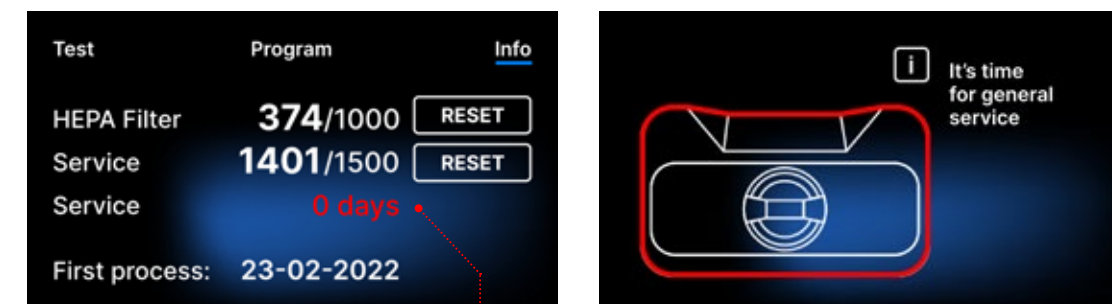 Test Program Info
HEPA Filter 374/1000 RESET
Service 1401/1500 RESET
Service 0 days
First process: 23-02-2022
i It's time
for general
service